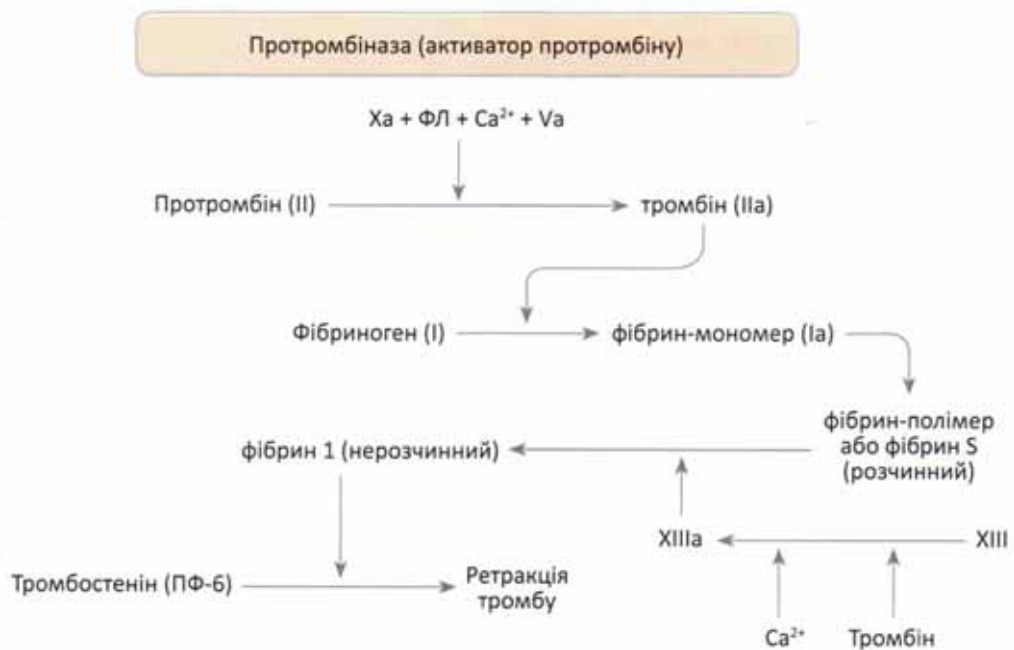 Протромбіназа (активатор протромбіну)
Xa + ФЛ + Ca²⁺ + Va
Протромбін (II)
тромбін (IIa)
Фібриноген (I)
фібрин-мономер (Ia)
фібрин-полімер
або фібрин S
(розчинний)
фібрин 1 (нерозчинний)
XIIIa
XIII
Тромбостенін (ПФ-6)
Ретракція
тромбу
Ca²⁺
Тромбін